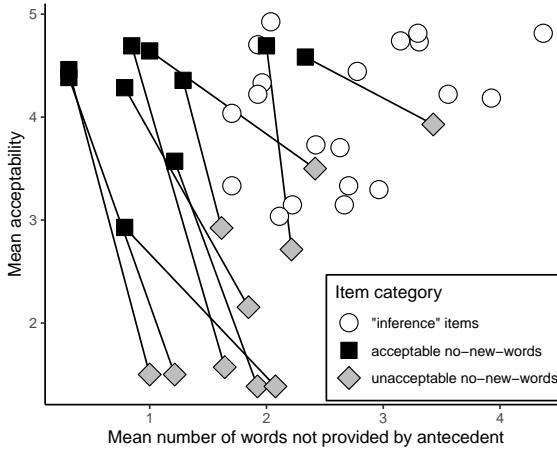 5
4
3
2
Mean acceptability
Item category
"inference" items
acceptable no−new−words
unacceptable no−new−words
1 2 3 4
Mean number of words not provided by antecedent